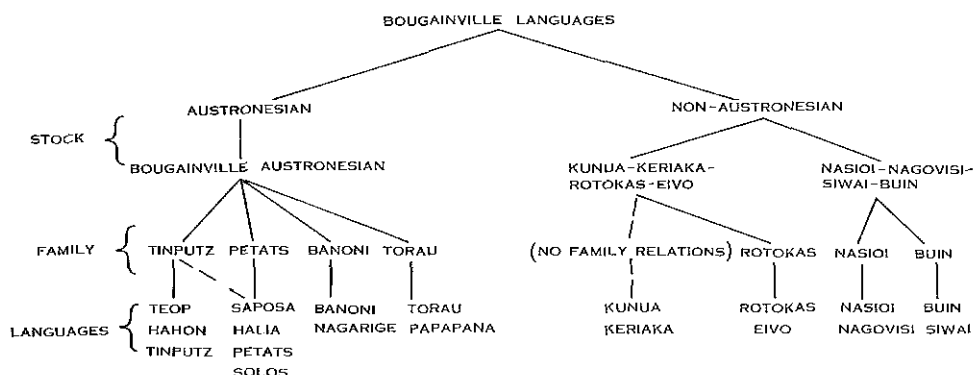 BOUGAINVILLE LANGUAGES
AUSTRONESIAN
NON-AUSTRONESIAN
STOCK
BOUGAINVILLE AUSTRONESIAN
KUNUA-KERIAKA-
ROTOKAS-EIVO
NASIOI-NAGOVISI-
SIWAI-BUIN
FAMILY
TINPUTZ PETATS BANONI TORAU
(NO FAMILY RELATIONS) ROTOKAS NASIOI BUIN
LANGUAGES
TEOP SAPOSA BANONI TORAU KUNUA ROTOKAS NASIOI BUIN
HAHON HALIA NAGARIGE PAPAPANA KERIAKA EIVO NAGOVISI SIWAI
TINPUTZ PETATS
SOLOS